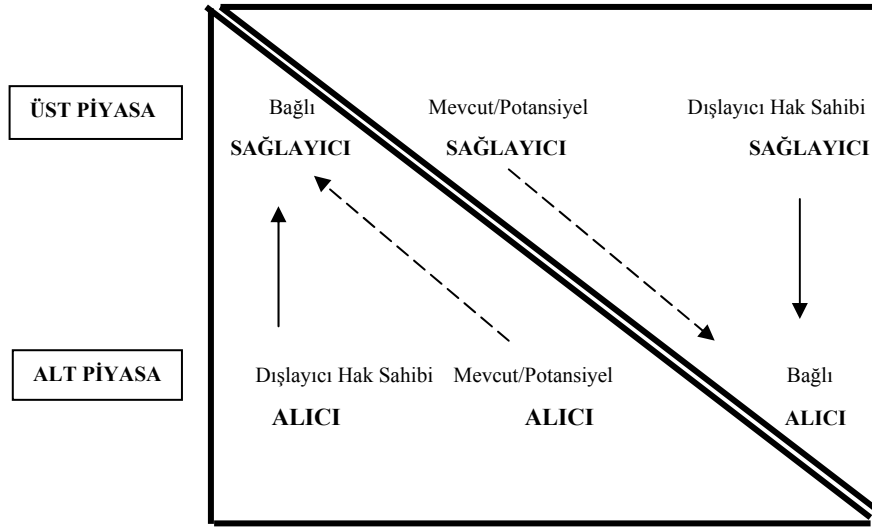 ÜST PİYASA
Bağlı
SAĞLAYICI
Mevcut/Potansiyel
SAĞLAYICI
Dışlayıcı Hak Sahibi
SAĞLAYICI
ALT PİYASA
Dışlayıcı Hak Sahibi
ALICI
Mevcut/Potansiyel
ALICI
Bağlı
ALICI